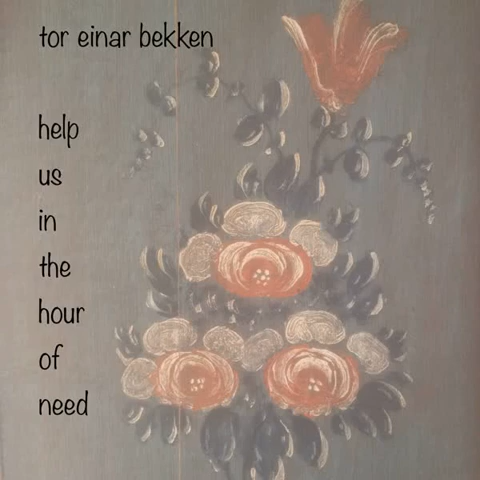 tor einar bekken
help
us
in
the
hour
of
need